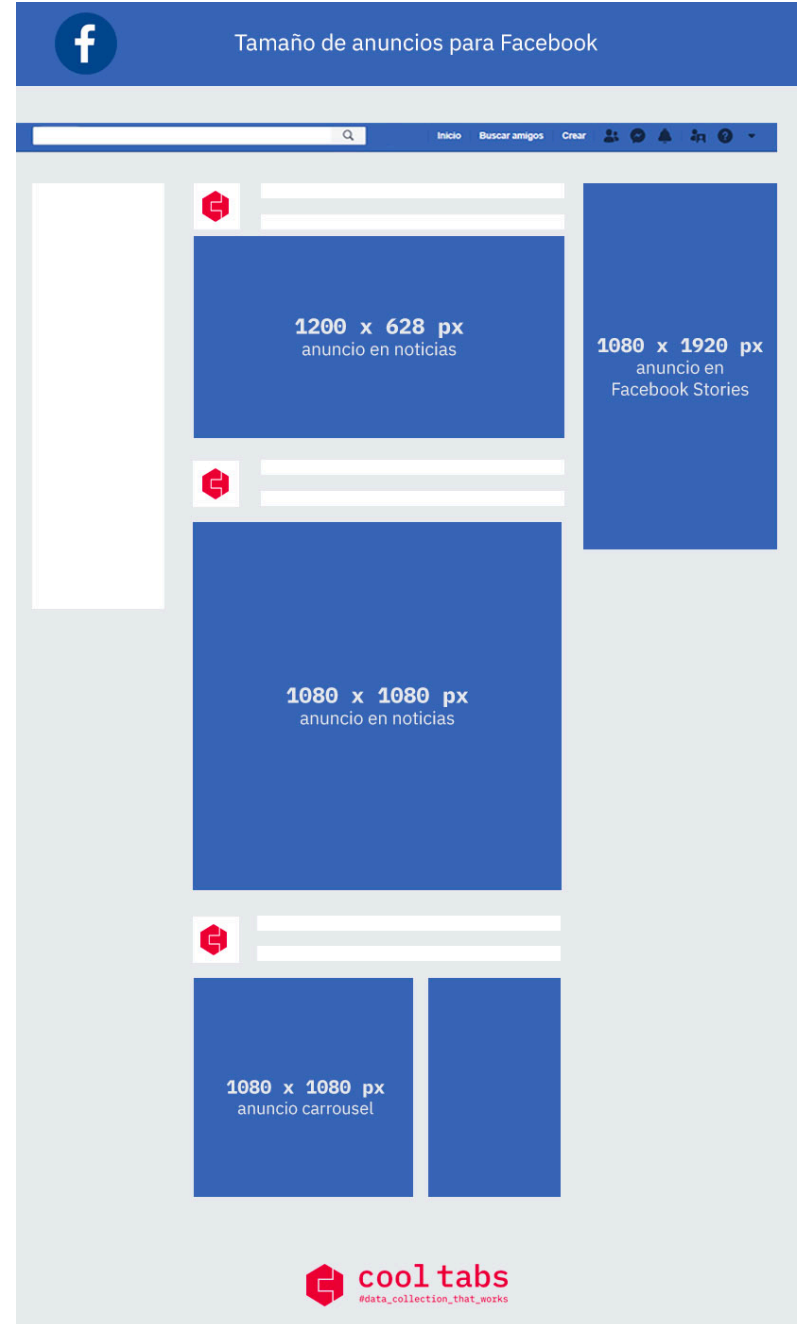 Tamaño de anuncios para Facebook
Inicio Buscar amigos Crear
1200 x 628 px
anuncio en noticias
1080 x 1920 px
anuncio en
Facebook Stories
1080 x 1080 px
anuncio en noticias
1080 x 1080 px
anuncio carrousel
cool tabs
#data_collection_that_works